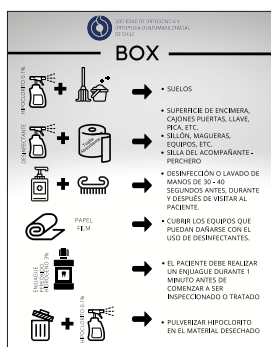 SOCIEDAD DE ORTODONCIA Y
ORTOPEDIA DENTOMAXILOFACIAL
DE CHILE
BOX
HIPOCLORITO 0.1%
• SUELOS
DESINFECTANTE
• SUPERFICIE DE ENCIMERA,
CAJONES PUERTAS, LLAVE,
PICA, ETC.
• SILLÓN, MAGUERAS,
EQUIPOS, ETC.
• SILLA DEL ACOMPAÑANTE -
PERCHERO
• DESINFECCIÓN O LAVADO DE
MANOS DE 30 - 40
SEGUNDOS ANTES, DURANTE
Y DESPUÉS DE VISITAR AL
PACIENTE.
PAPEL
FILM
• CUBRIR LOS EQUIPOS QUE
PUEDAN DAÑARSE CON EL
USO DE DESINFECTANTES.
ENJUAGUE
HIDRÓGENO 3%
• EL PACIENTE DEBE REALIZAR
UN ENJUAGUE DURANTE 1
MINUTO ANTES DE
COMENZAR A SER
INSPECCIONADO O TRATADO
HIPOCLORITO 0.1%
• PULVERIZAR HIPOCLORITO
EN EL MATERIAL DESECHADO